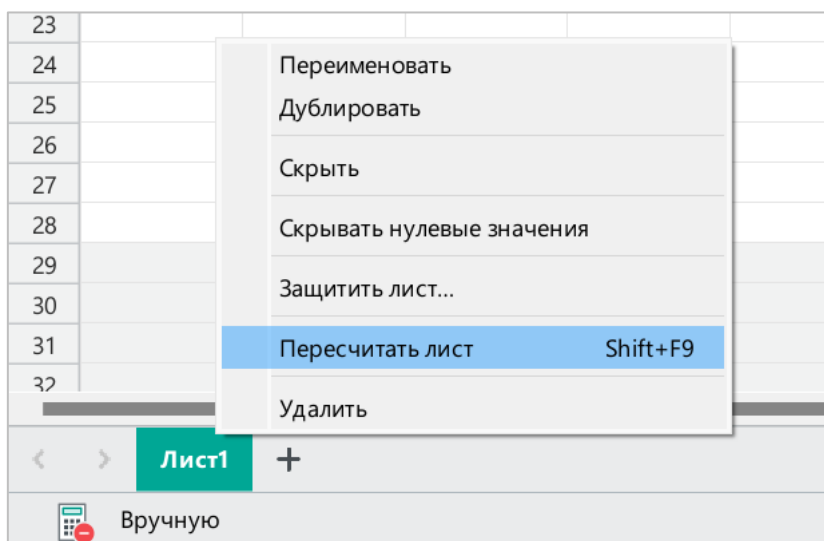 23
24
Переименовать
25
Дублировать
26
27
Скрыть
28
Скрывать нулевые значения
29
Защитить лист...
30
31
Пересчитать лист Shift+F9
32
Удалить
Лист1
Вручную